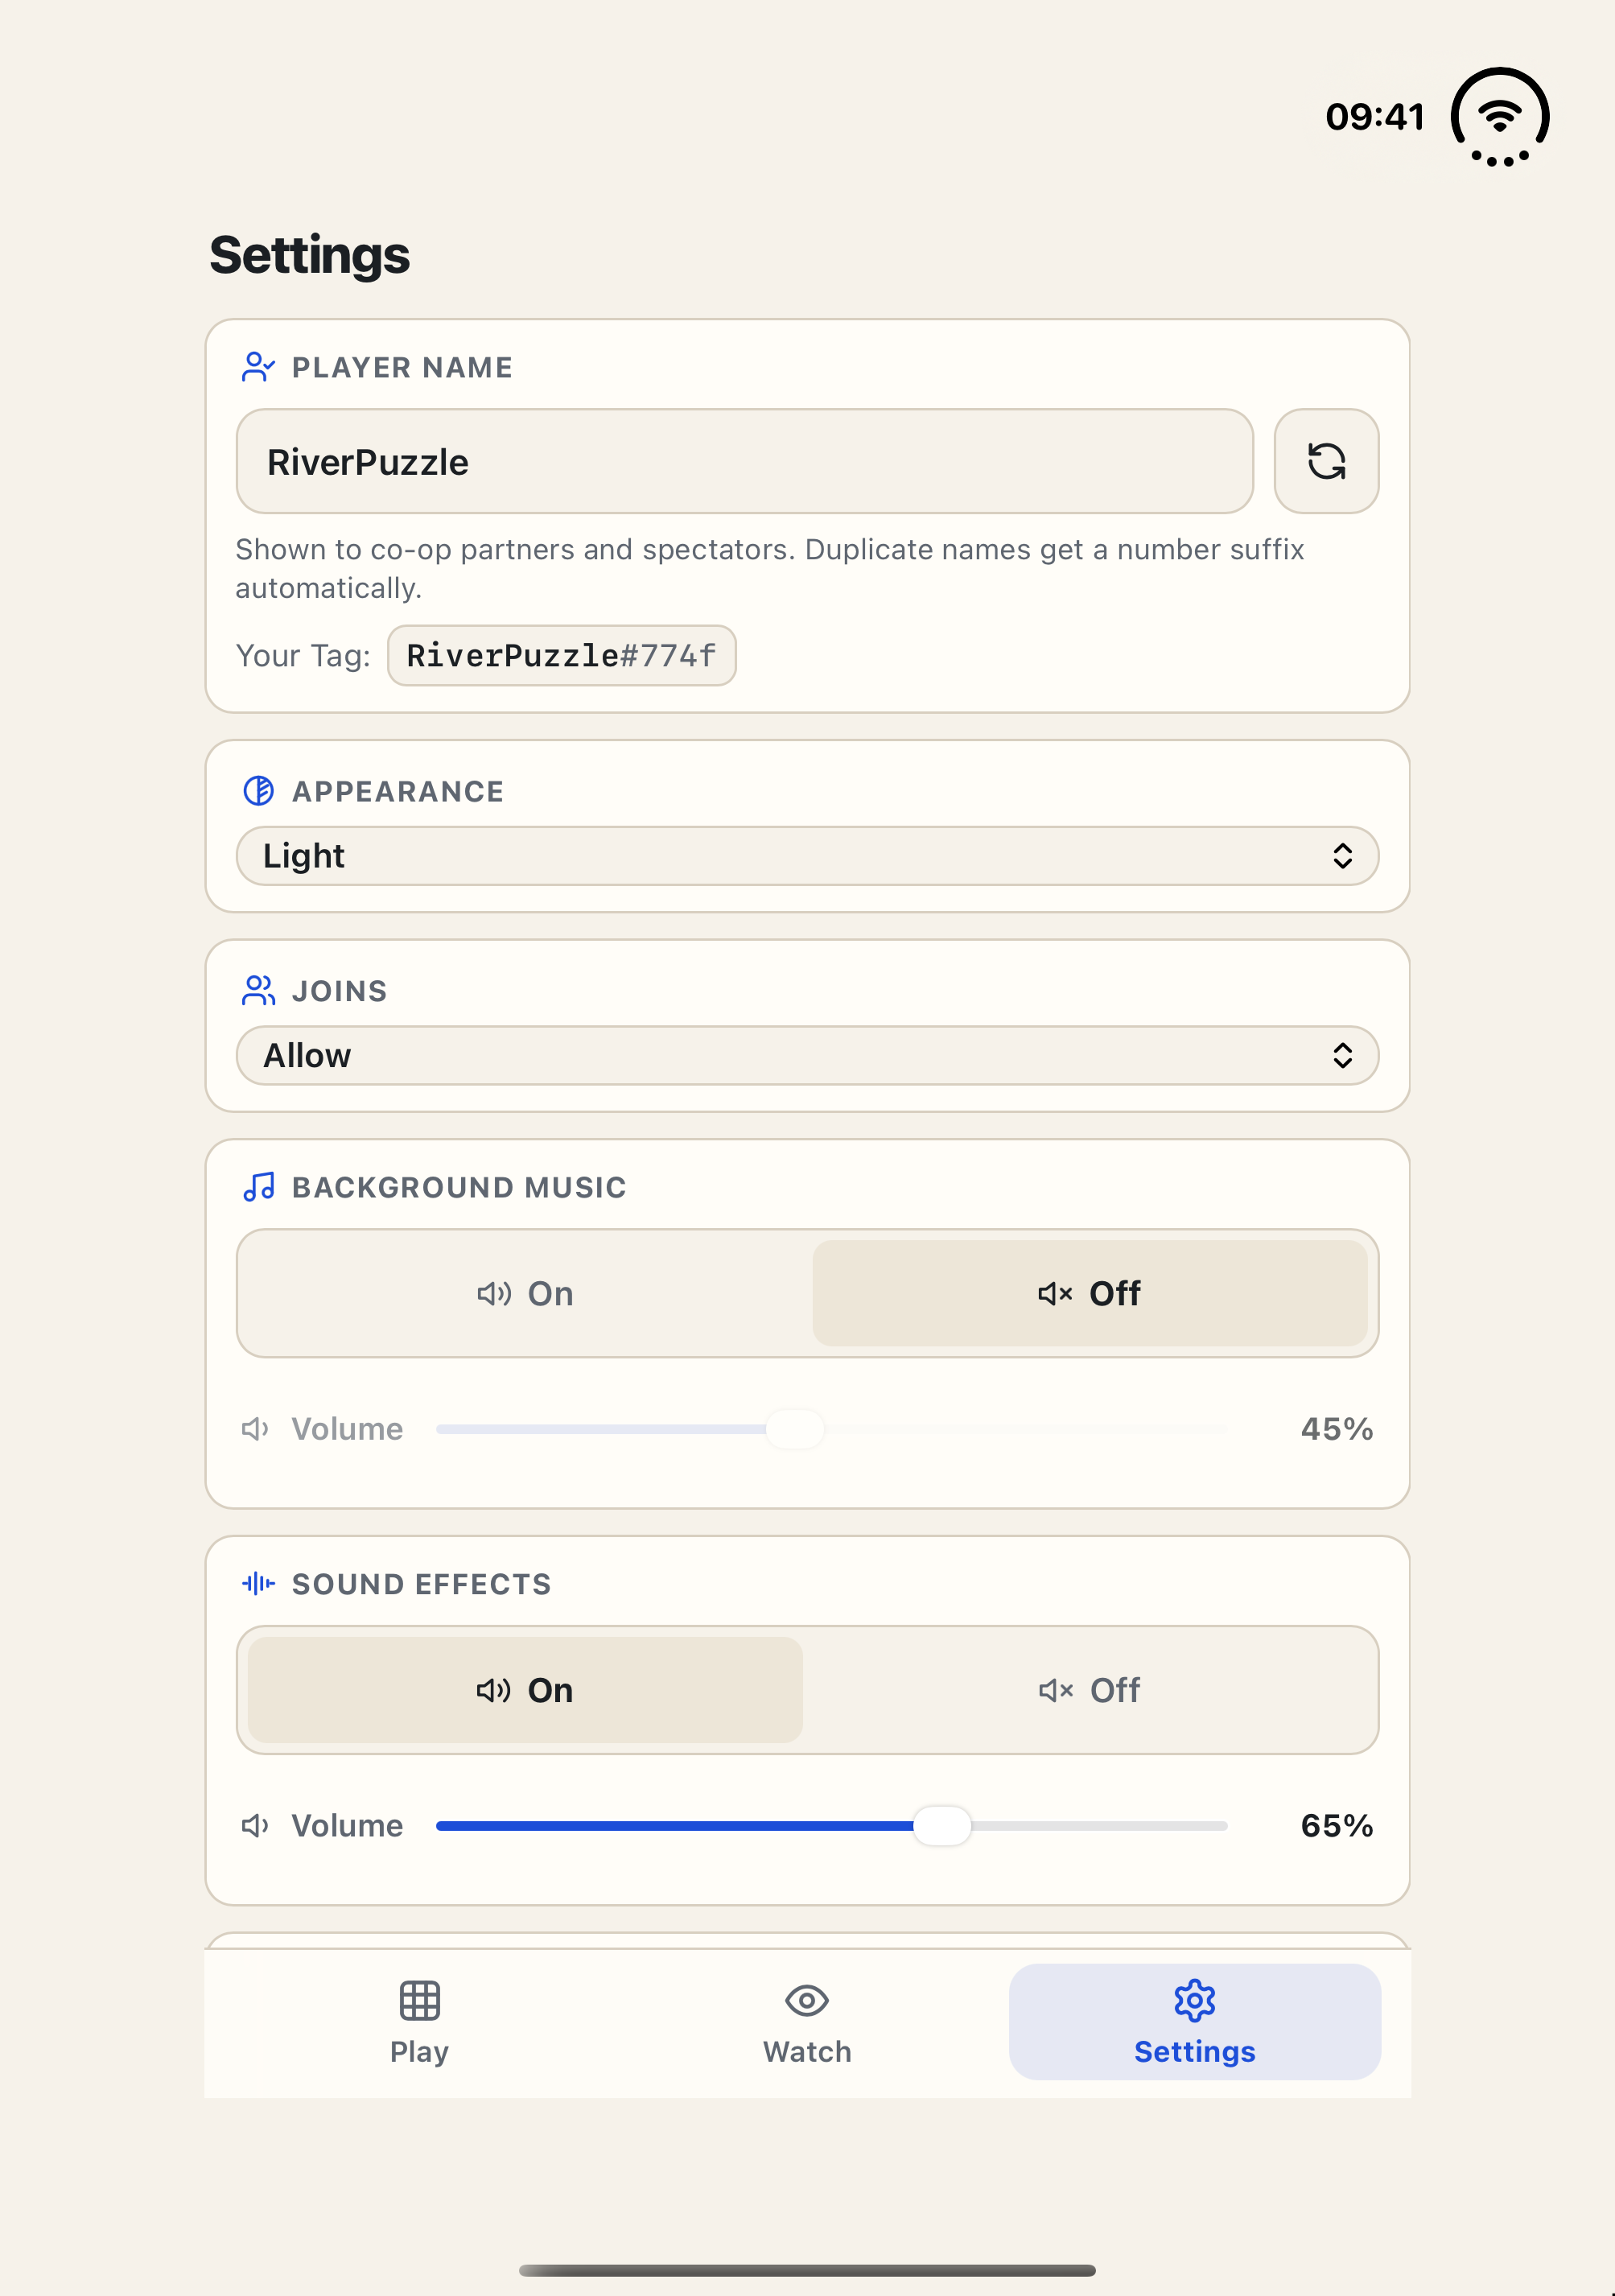 09:41
Settings
PLAYER NAME
RiverPuzzle
Shown to co-op partners and spectators. Duplicate names get a number suffix
automatically.
Your Tag: RiverPuzzle#774f
APPEARANCE
Light
JOINS
Allow
BACKGROUND MUSIC
On Off
Volume 45%
SOUND EFFECTS
On Off
Volume 65%
Play Watch Settings